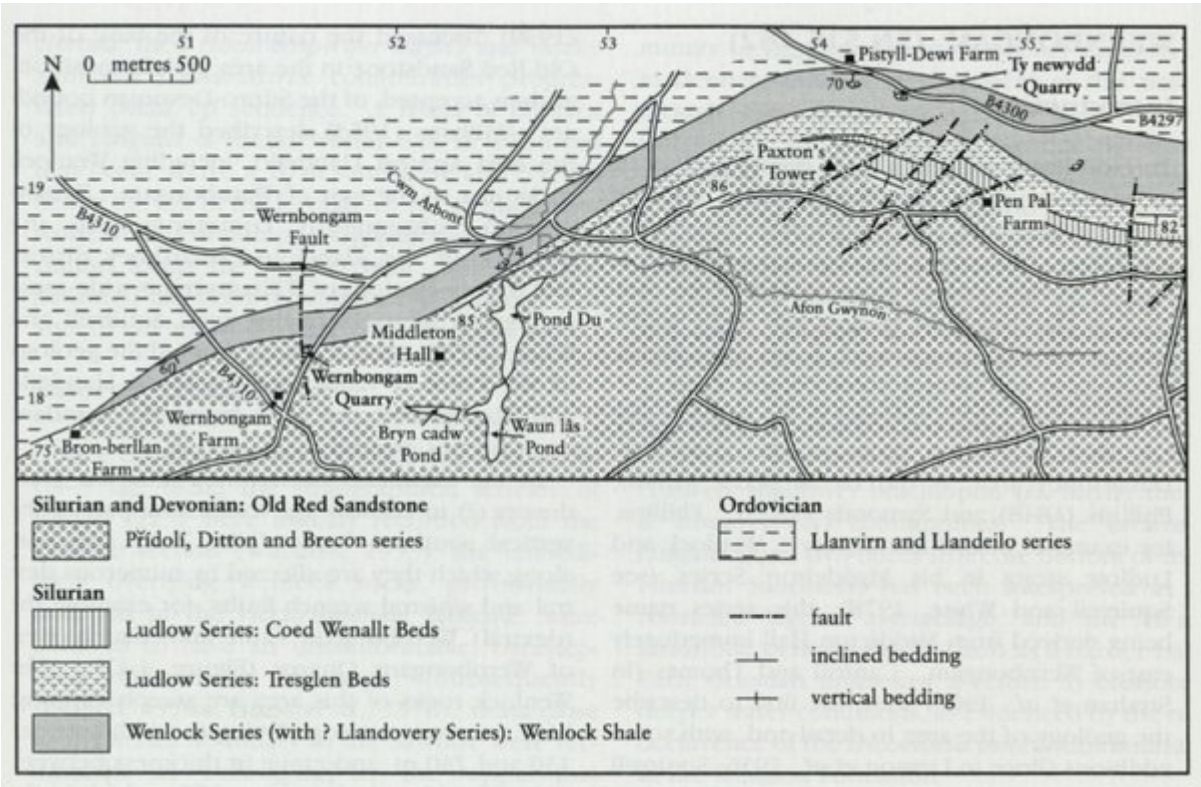 51
52
53
54
55
N
0 metres 500
19
18
Pistyll-Dewi Farm
70
Ty newydd
Quarry
B4300
B4297
Paxton's
Tower
86
Pen Pal
Farm
82
Cwm Arbont
B4310
Wernbongam
Fault
74
Pond Du
Afon Gwynon
85
Middleton
Hall
60
B4310
Wernbongam
Quarry
Wernbongam
Farm
Bryn cadw
Pond
Waun lâs
Pond
75
Bron-berllan
Farm
Silurian and Devonian: Old Red Sandstone
Přídolí, Ditton and Brecon series
Silurian
Ludlow Series: Coed Wenallt Beds
Ludlow Series: Tresglen Beds
Wenlock Series (with ? Llandovery Series): Wenlock Shale
Ordovician
Llanvirn and Llandeilo series
fault
inclined bedding
vertical bedding